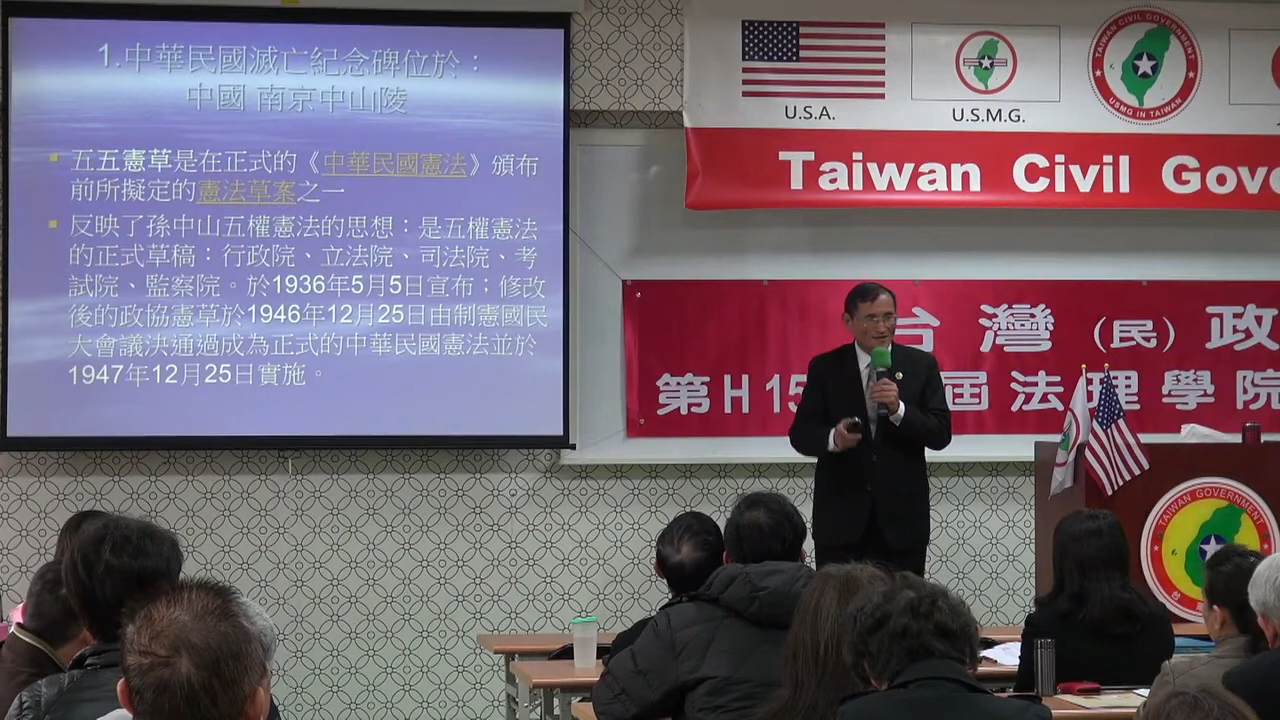 1.中華民國滅亡紀念碑位於：
中國 南京中山陵
五五憲草是在正式的《中華民國憲法》頒布
前所擬定的憲法草案之一
反映了孫中山五權憲法的思想：是五權憲法
的正式草稿：行政院、立法院、司法院、考
試院、監察院。於1936年5月5日宣布；修改
後的政協憲草於1946年12月25日由制憲國民
大會議決通過成為正式的中華民國憲法並於
1947年12月25日實施。
U.S.A.
U.S.M.G.
TAIWAN CIVIL GOVERNMENT
USMG IN TAIWAN
Taiwan Civil Gove
台灣（民）政
第H15 屆法理學院
TAIWAN GOVERNMENT